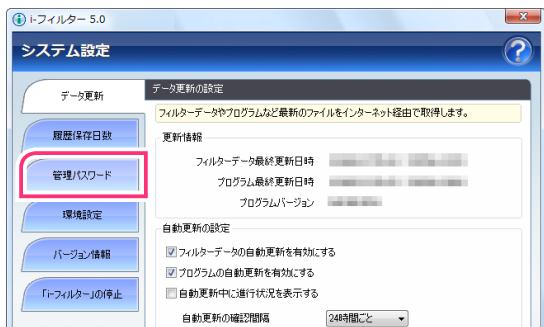 i-フィルター 5.0
システム設定
?
データ更新
履歴保存日数
管理パスワード
環境設定
バージョン情報
「i-フィルター」の停止
データ更新の設定
フィルターデータやプログラムなど最新のファイルをインターネット経由で取得します。
更新情報
フィルターデータ最終更新日時
プログラム最終更新日時
プログラムバージョン
自動更新の設定
フィルターデータの自動更新を有効にする
プログラムの自動更新を有効にする
自動更新中に進行状況を表示する
自動更新の確認間隔 24時間ごと